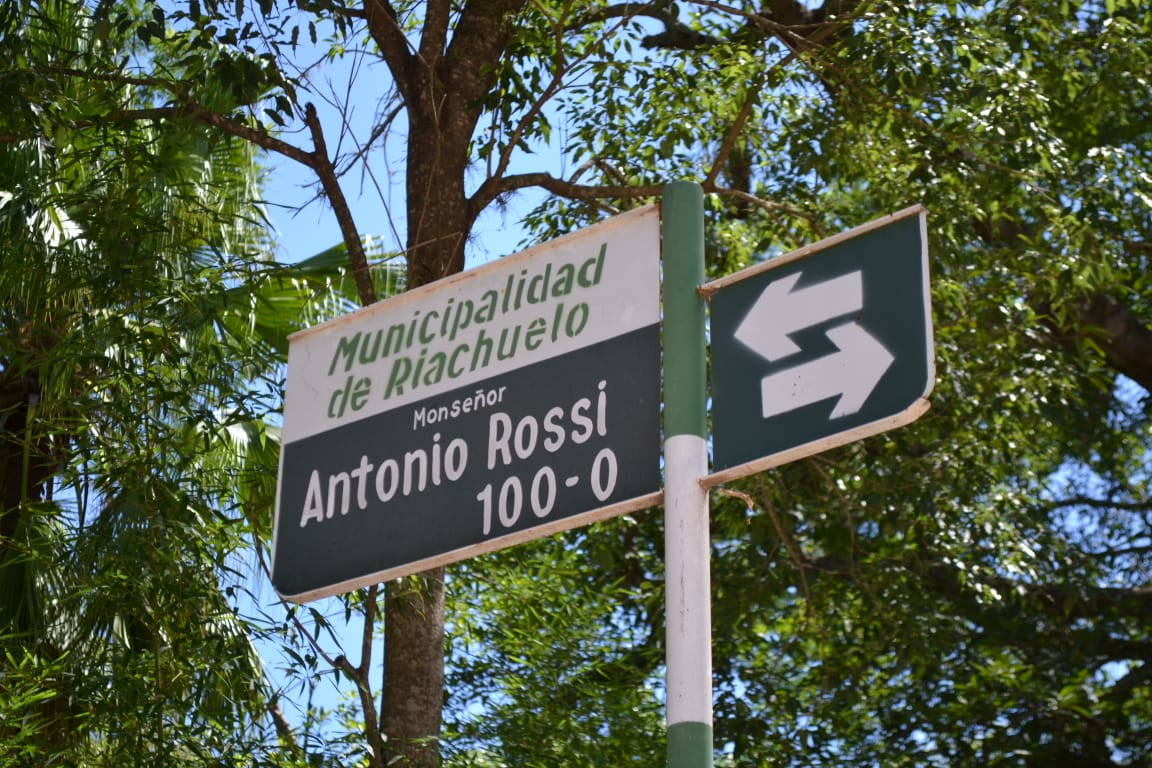 Municipalidad
de Riachuelo
Monseñor
Antonio Rossi
100-0